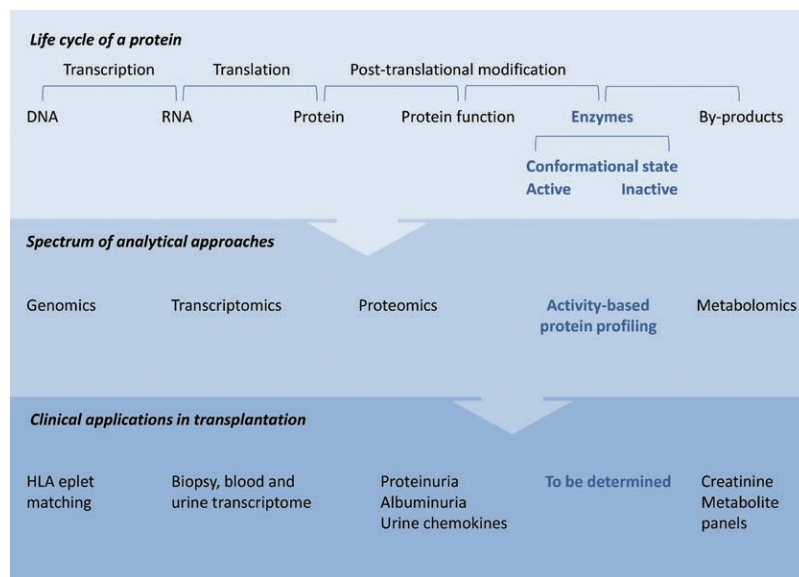 Life cycle of a protein
Transcription Translation Post-translational modification
DNA RNA Protein Protein function Enzymes By-products
Conformational state
Active Inactive
Spectrum of analytical approaches
Genomics Transcriptomics Proteomics Activity-based Metabolomics
protein profiling
Clinical applications in transplantation
HLA eplet Biopsy, blood and Proteinuria To be determined Creatinine
matching urine transcriptome Albuminuria Metabolite
Urine chemokines panels